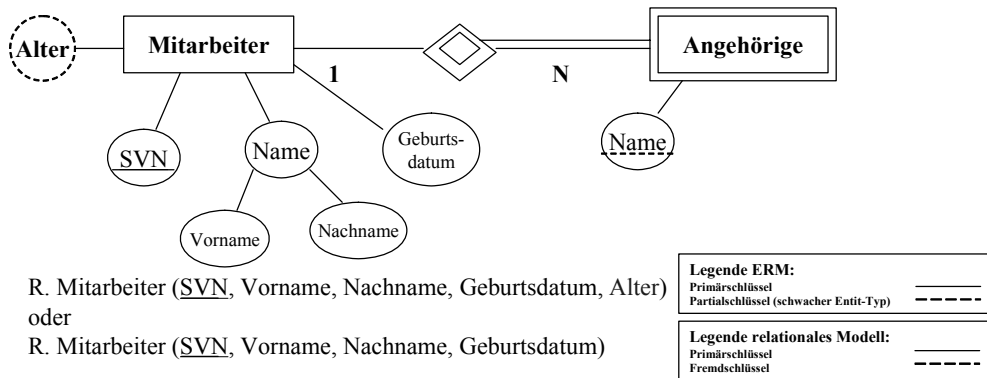 Alter
Mitarbeiter
Angehörige
1
N
SVN
Name
Geburts-
datum
Name
Vorname
Nachname
R. Mitarbeiter (SVN, Vorname, Nachname, Geburtsdatum, Alter)
oder
R. Mitarbeiter (SVN, Vorname, Nachname, Geburtsdatum)
Legende ERM:
Primärschlüssel
Partialschlüssel (schwacher Entit-Typ)
Legende relationales Modell:
Primärschlüssel
Fremdschlüssel